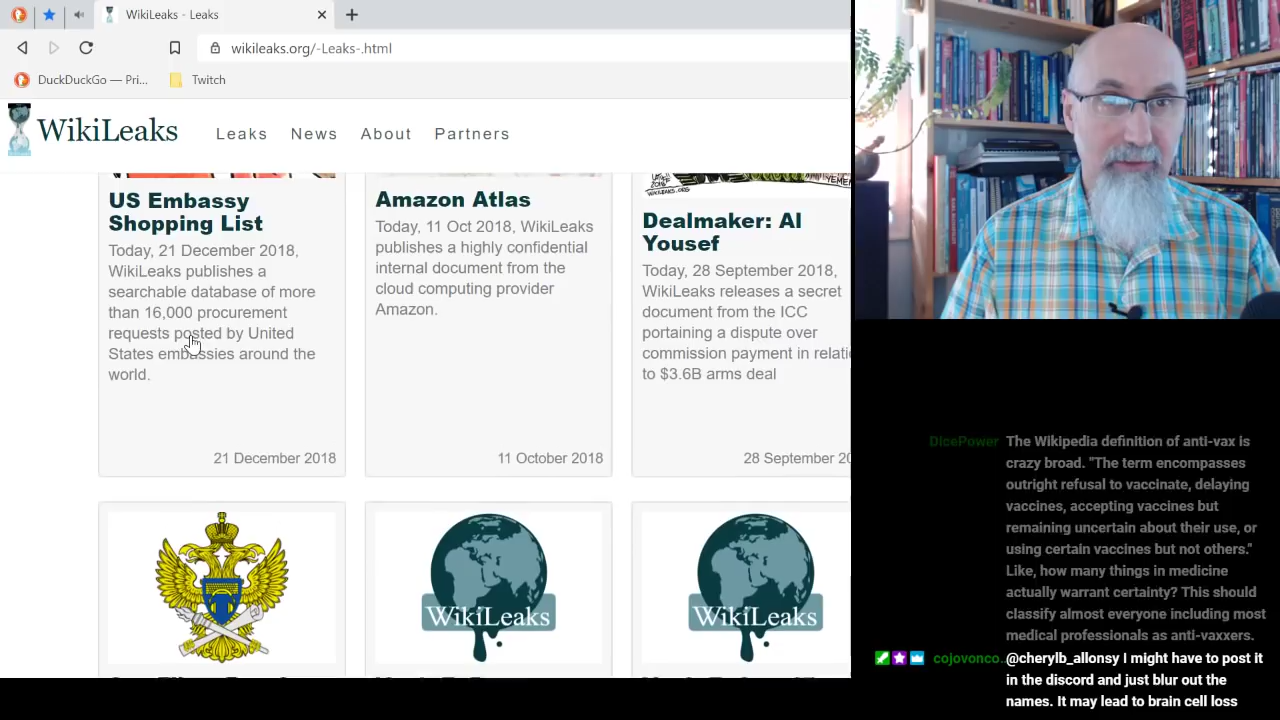 WikiLeaks - Leaks
wikileaks.org/-Leaks-.html
DuckDuckGo — Pri...
Twitch
WikiLeaks
Leaks
News
About
Partners
US Embassy
Shopping List
Today, 21 December 2018,
WikiLeaks publishes a
searchable database of more
than 16,000 procurement
requests posted by United
States embassies around the
world.
21 December 2018
Amazon Atlas
Today, 11 Oct 2018, WikiLeaks
publishes a highly confidential
internal document from the
cloud computing provider
Amazon.
11 October 2018
YEMEN
WIKILEAKS.ORG
Dealmaker: Al
Yousef
Today, 28 September 2018,
WikiLeaks releases a secret
document from the ICC
portaining a dispute over
commission payment in relati
to $3.6B arms deal
28 September 20
WikiLeaks
WikiLeaks
DicePower
The Wikipedia definition of anti-vax is
crazy broad. "The term encompasses
outright refusal to vaccinate, delaying
vaccines, accepting vaccines but
remaining uncertain about their use, or
using certain vaccines but not others."
Like, how many things in medicine
actually warrant certainty? This should
classify almost everyone including most
medical professionals as anti-vaxxers.
cojovonco...
@cherylb_allonsy I might have to post it
in the discord and just blur out the
names. It may lead to brain cell loss